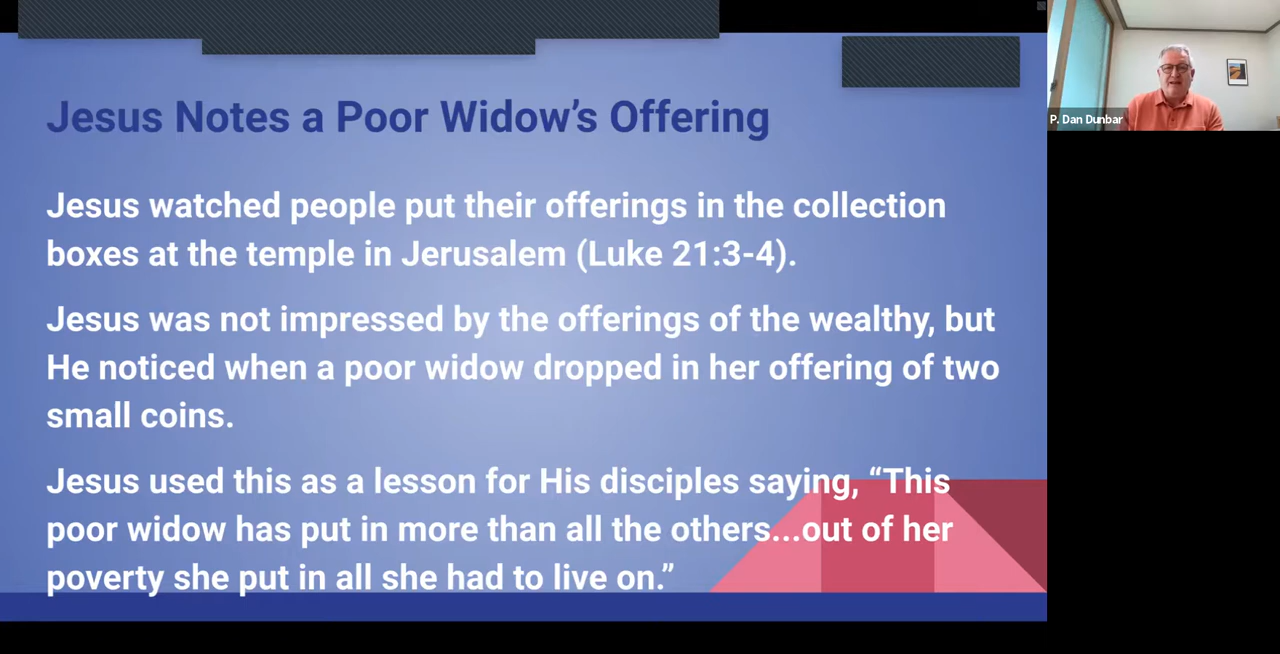 Jesus Notes a Poor Widow’s Offering
Jesus watched people put their offerings in the collection
boxes at the temple in Jerusalem (Luke 21:3-4).
Jesus was not impressed by the offerings of the wealthy, but
He noticed when a poor widow dropped in her offering of two
small coins.
Jesus used this as a lesson for His disciples saying, “This
poor widow has put in more than all the others...out of her
poverty she put in all she had to live on.”
P. Dan Dunbar